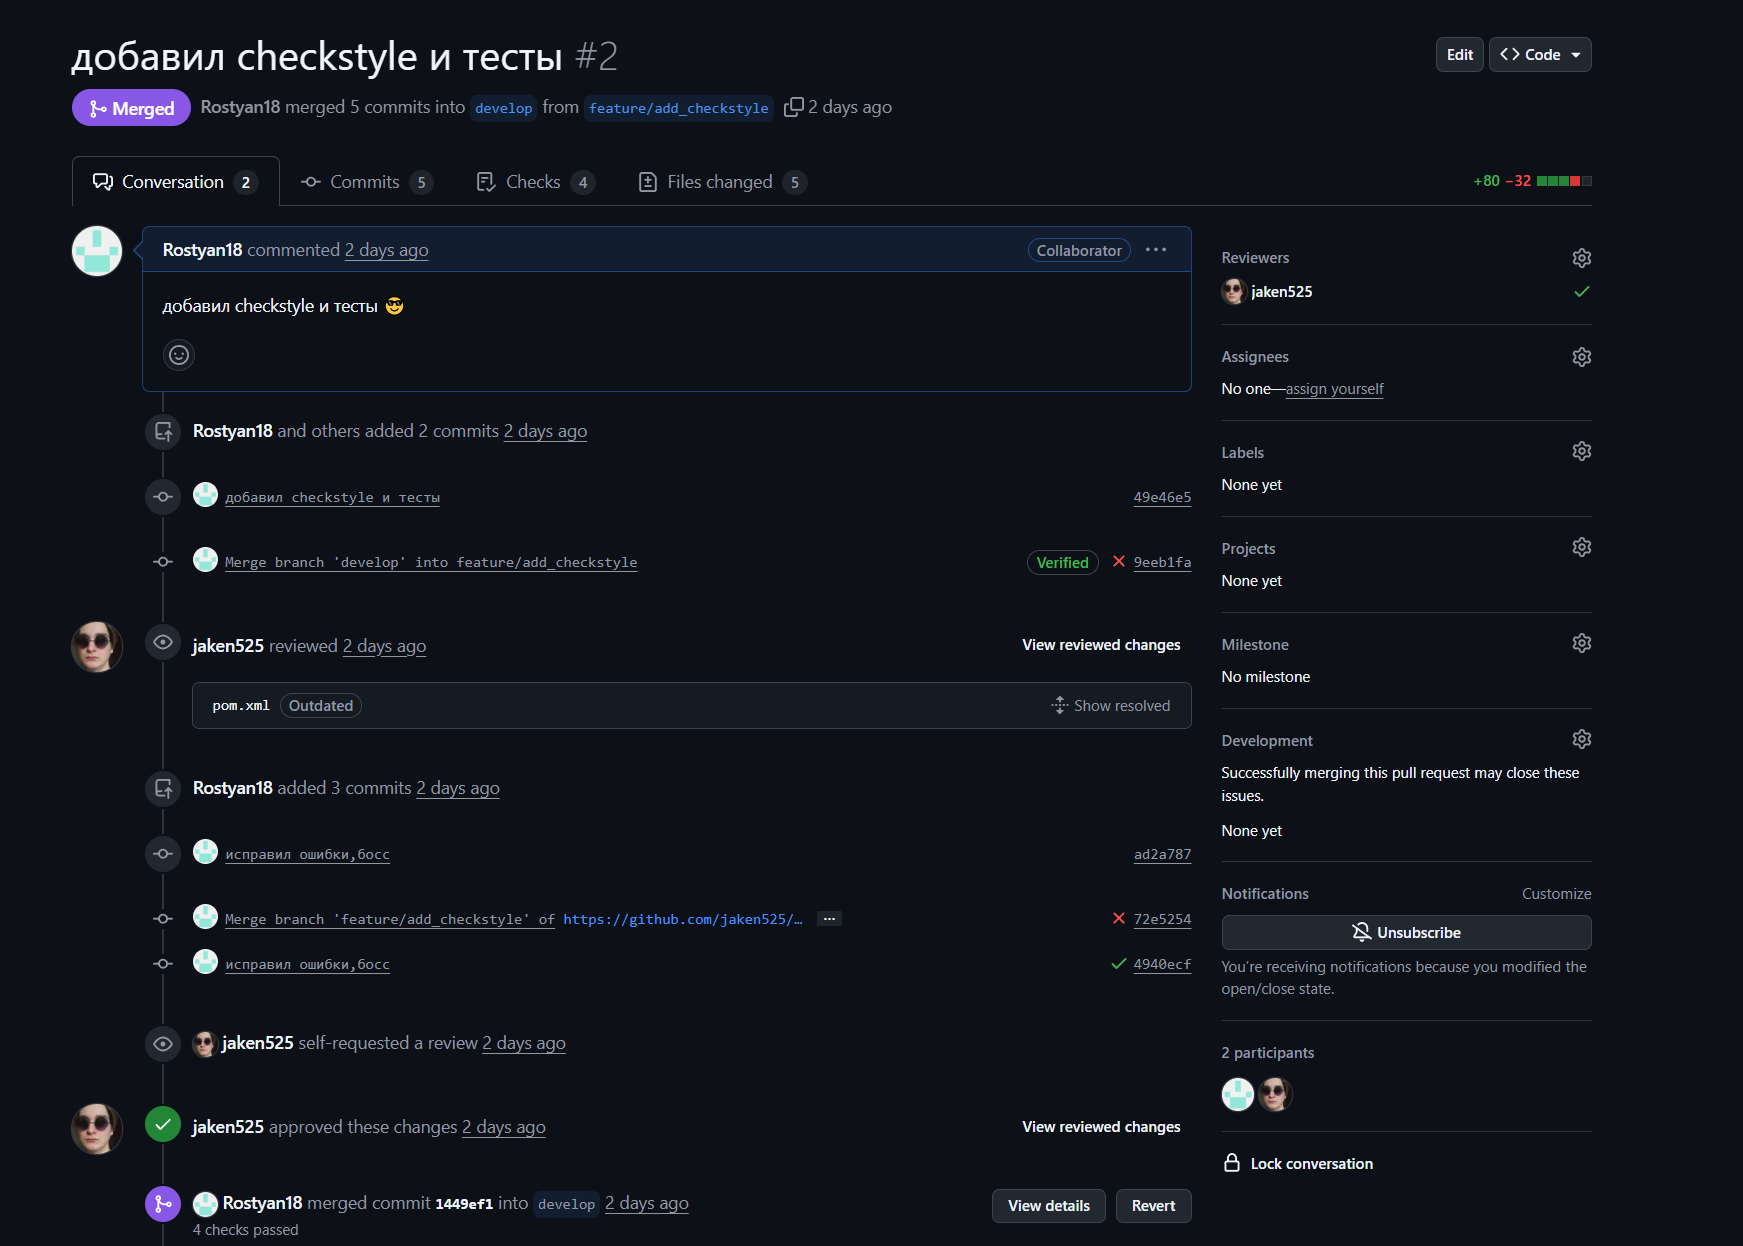 добавил checkstyle и тесты #2
Edit
Code
Merged
Rostyan18 merged 5 commits into develop from feature/add_checkstyle 2 days ago
Conversation 2
Commits 5
Checks 4
Files changed 5
+80 −32
Rostyan18 commented 2 days ago
Collaborator
добавил checkstyle и тесты 😎
Rostyan18 and others added 2 commits 2 days ago
добавил checkstyle и тесты
49e46e5
Merge branch 'develop' into feature/add_checkstyle
Verified
9eeb1fa
jaken525 reviewed 2 days ago
View reviewed changes
pom.xml Outdated
Show resolved
Rostyan18 added 3 commits 2 days ago
исправил ошибки,босс
ad2a787
Merge branch 'feature/add_checkstyle' of https://github.com/jaken525/…
72e5254
исправил ошибки,босс
4940ecf
jaken525 self-requested a review 2 days ago
jaken525 approved these changes 2 days ago
View reviewed changes
Rostyan18 merged commit 1449ef1 into develop 2 days ago
4 checks passed
View details
Revert
Reviewers
jaken525
Assignees
No one—assign yourself
Labels
None yet
Projects
None yet
Milestone
No milestone
Development
Successfully merging this pull request may close these
issues.
None yet
Notifications
Customize
Unsubscribe
You're receiving notifications because you modified the
open/close state.
2 participants
Lock conversation